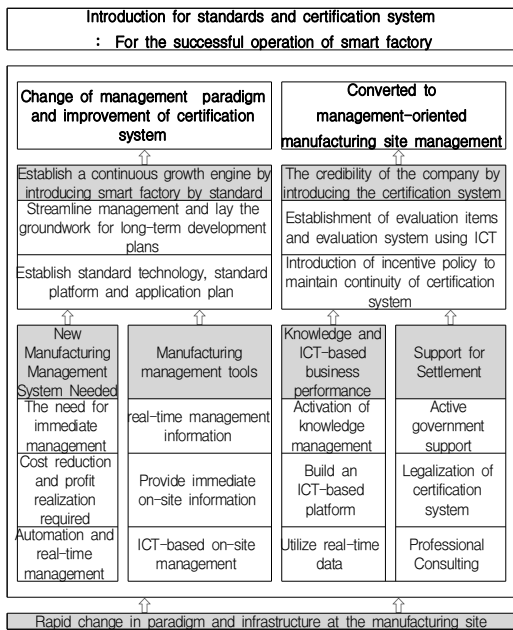 Introduction for standards and certification system
: For the successful operation of smart factory
Change of management paradigm
and improvement of certification
system
Converted to
management-oriented
manufacturing site management
Establish a continuous growth engine by
introducing smart factory by standard
Streamline management and lay the
groundwork for long-term development
plans
Establish standard technology, standard
platform and application plan
The credibility of the company by
introducing the certification system
Establishment of evaluation items
and evaluation system using ICT
Introduction of incentive policy to
maintain continuity of certification
system
New
Manufacturing
Management
System Needed
The need for
immediate
management
Cost reduction
and profit
realization
required
Automation and
real-time
management
Manufacturing
management tools
real-time management
information
Provide immediate
on-site information
ICT-based on-site
management
Knowledge and
ICT-based
business
performance
Activation of
knowledge
management
Build an
ICT-based
platform
Utilize real-time
data
Support for
Settlement
Active
government
support
Legalization of
certification
system
Professional
Consulting
Rapid change in paradigm and infrastructure at the manufacturing site